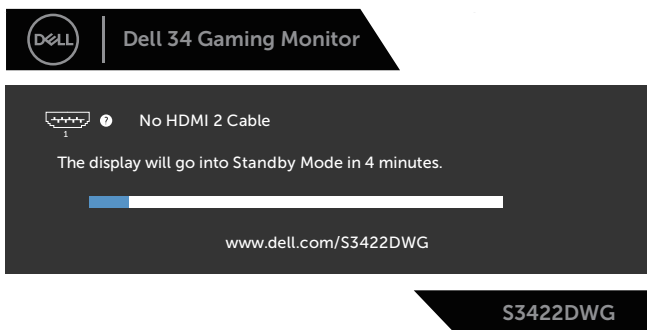 DELL
Dell 34 Gaming Monitor
? No HDMI 2 Cable
1
The display will go into Standby Mode in 4 minutes.
www.dell.com/S3422DWG
S3422DWG